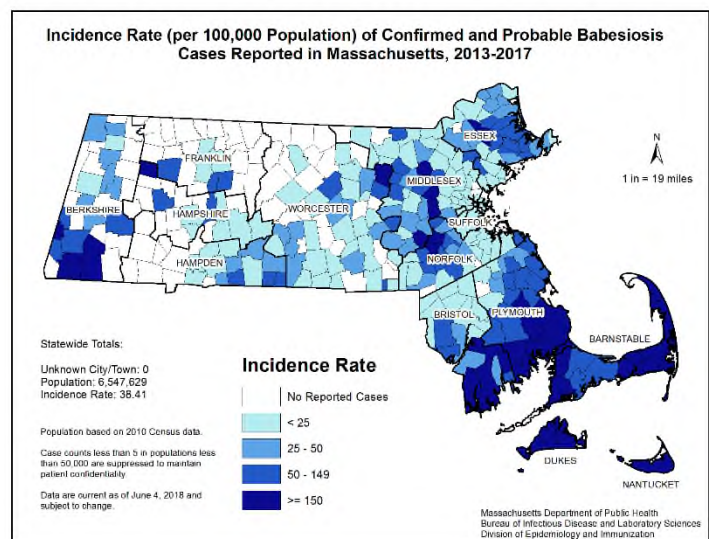 Incidence Rate (per 100,000 Population) of Confirmed and Probable Babesiosis
Cases Reported in Massachusetts, 2013-2017
N
1 in = 19 miles
ESSEX
FRANKLIN
MIDDLESEX
BERKSHIRE
HAMPSHIRE
WORCESTER
SUFFOLK
HAMPDEN
NORFOLK
BRISTOL
PLYMOUTH
BARNSTABLE
DUKES
NANTUCKET
Statewide Totals:
Unknown City/Town: 0
Population: 6,547,629
Incidence Rate: 38.41
Population based on 2010 Census data.
Case counts less than 5 in populations less
than 50,000 are suppressed to maintain
patient confidentiality.
Data are current as of June 4, 2018 and
subject to change.
Incidence Rate
No Reported Cases
< 25
25 - 50
50 - 149
>= 150
Massachusetts Department of Public Health
Bureau of Infectious Disease and Laboratory Sciences
Division of Epidemiology and Immunization